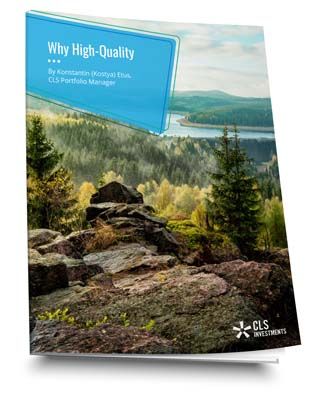 Why High-Quality
By Konstantin (Kostya) Etus,
CLS Portfolio Manager
CLS
INVESTMENTS